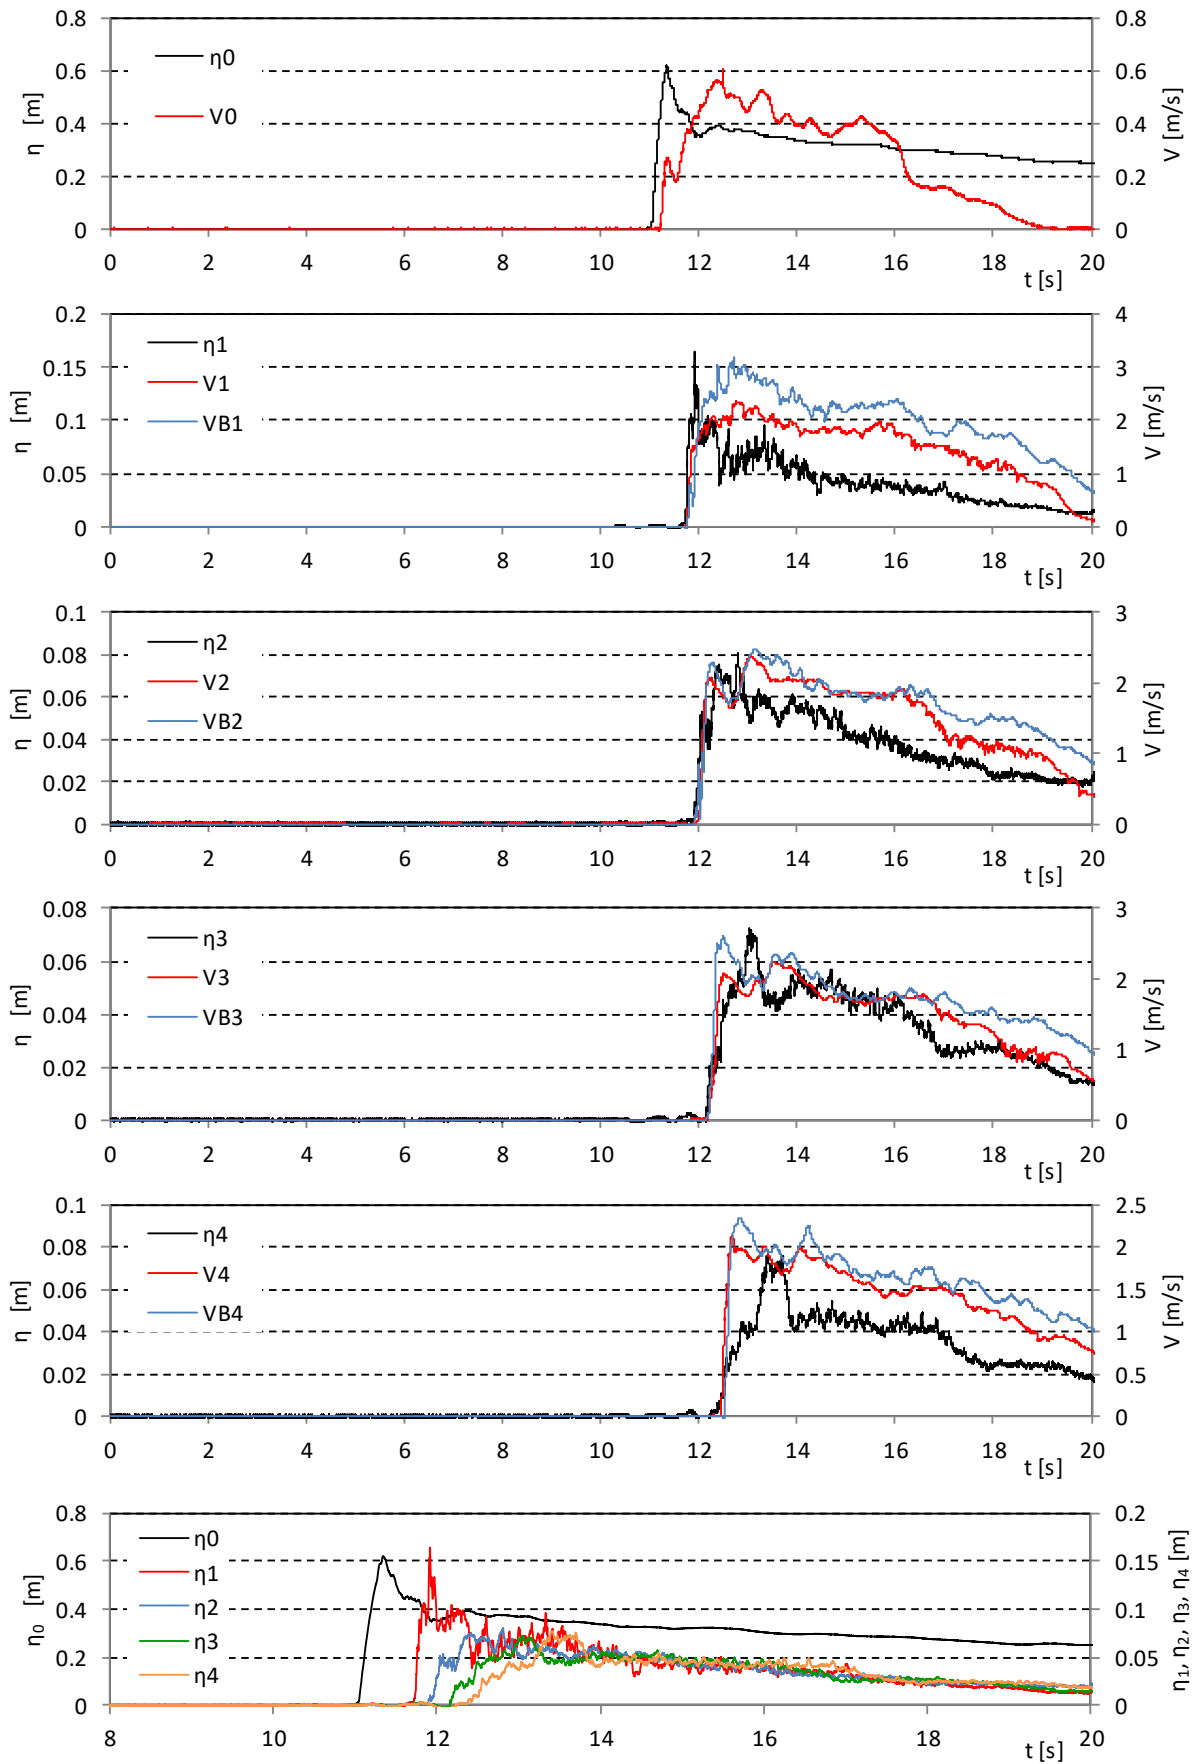 0.8 0.8
η0
0.6 0.6
V0
0.4 0.4
0.2 0.2
0 0
η [m]
V [m/s]
0 2 4 6 8 10 12 14 16 18 20
t [s]
0.2 4
η1
0.15 3
V1
VB1
0.1 2
0.05 1
0 0
η [m]
V [m/s]
0 2 4 6 8 10 12 14 16 18 20
t [s]
0.1 3
η2
0.08
V2
0.06 2
VB2
0.04
1
0.02
0 0
η [m]
V [m/s]
0 2 4 6 8 10 12 14 16 18 20
t [s]
0.08 3
η3
0.06
V3
2
VB3
0.04
1
0.02
0 0
η [m]
V [m/s]
0 2 4 6 8 10 12 14 16 18 20
t [s]
0.1 2.5
η4
0.08 2
V4
0.06 1.5
VB4
0.04 1
0.02 0.5
0 0
η [m]
V [m/s]
0 2 4 6 8 10 12 14 16 18 20
t [s]
0.8 0.2
η0
0.6 0.15
η1
η2
0.4 0.1
η3
0.2 0.05
η4
0 0
η₀ [m]
η₁, η₂, η₃, η₄ [m]
8 10 12 14 16 18 20
t [s]